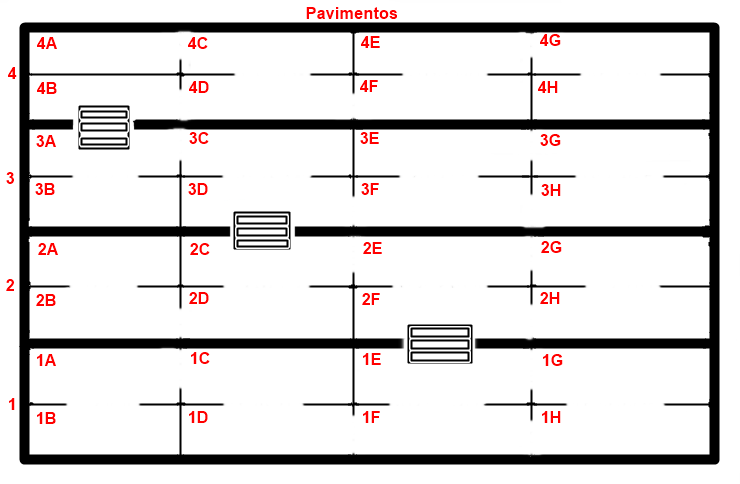 Pavimentos
4A 4C 4E 4G
4
4B 4D 4F 4H
3A 3C 3E 3G
3
3B 3D 3F 3H
2A 2C 2E 2G
2
2B 2D 2F 2H
1A 1C 1E 1G
1
1B 1D 1F 1H